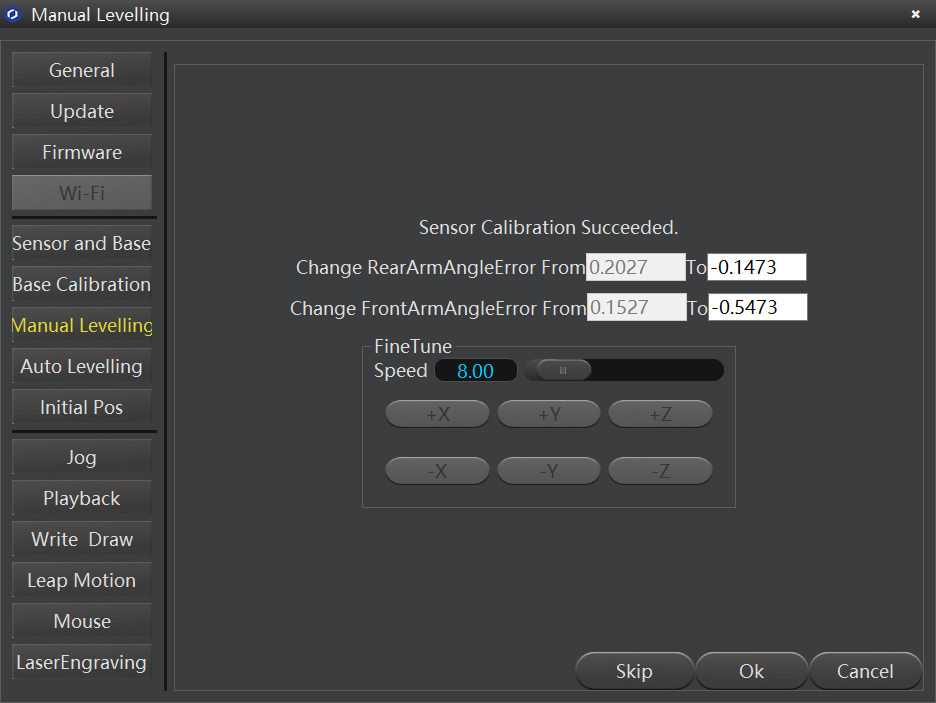 Manual Levelling
General
Update
Firmware
Wi-Fi
Sensor and Base
Base Calibration
Manual Levelling
Auto Levelling
Initial Pos
Jog
Playback
Write Draw
Leap Motion
Mouse
LaserEngraving
Sensor Calibration Succeeded.
Change RearArmAngleError From 0.2027 To -0.1473
Change FrontArmAngleError From 0.1527 To -0.5473
FineTune
Speed 8.00
+X +Y +Z
-X -Y -Z
Skip Ok Cancel